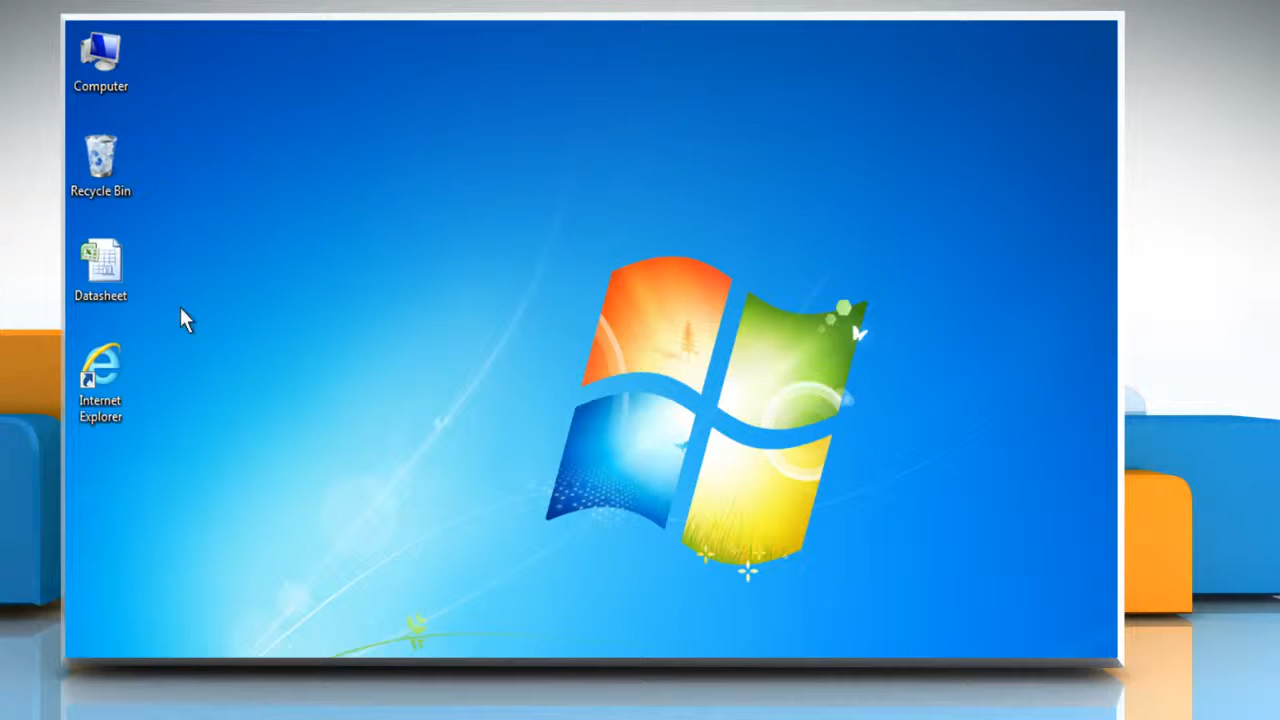 Computer
Recycle Bin
Datasheet
Internet
Explorer